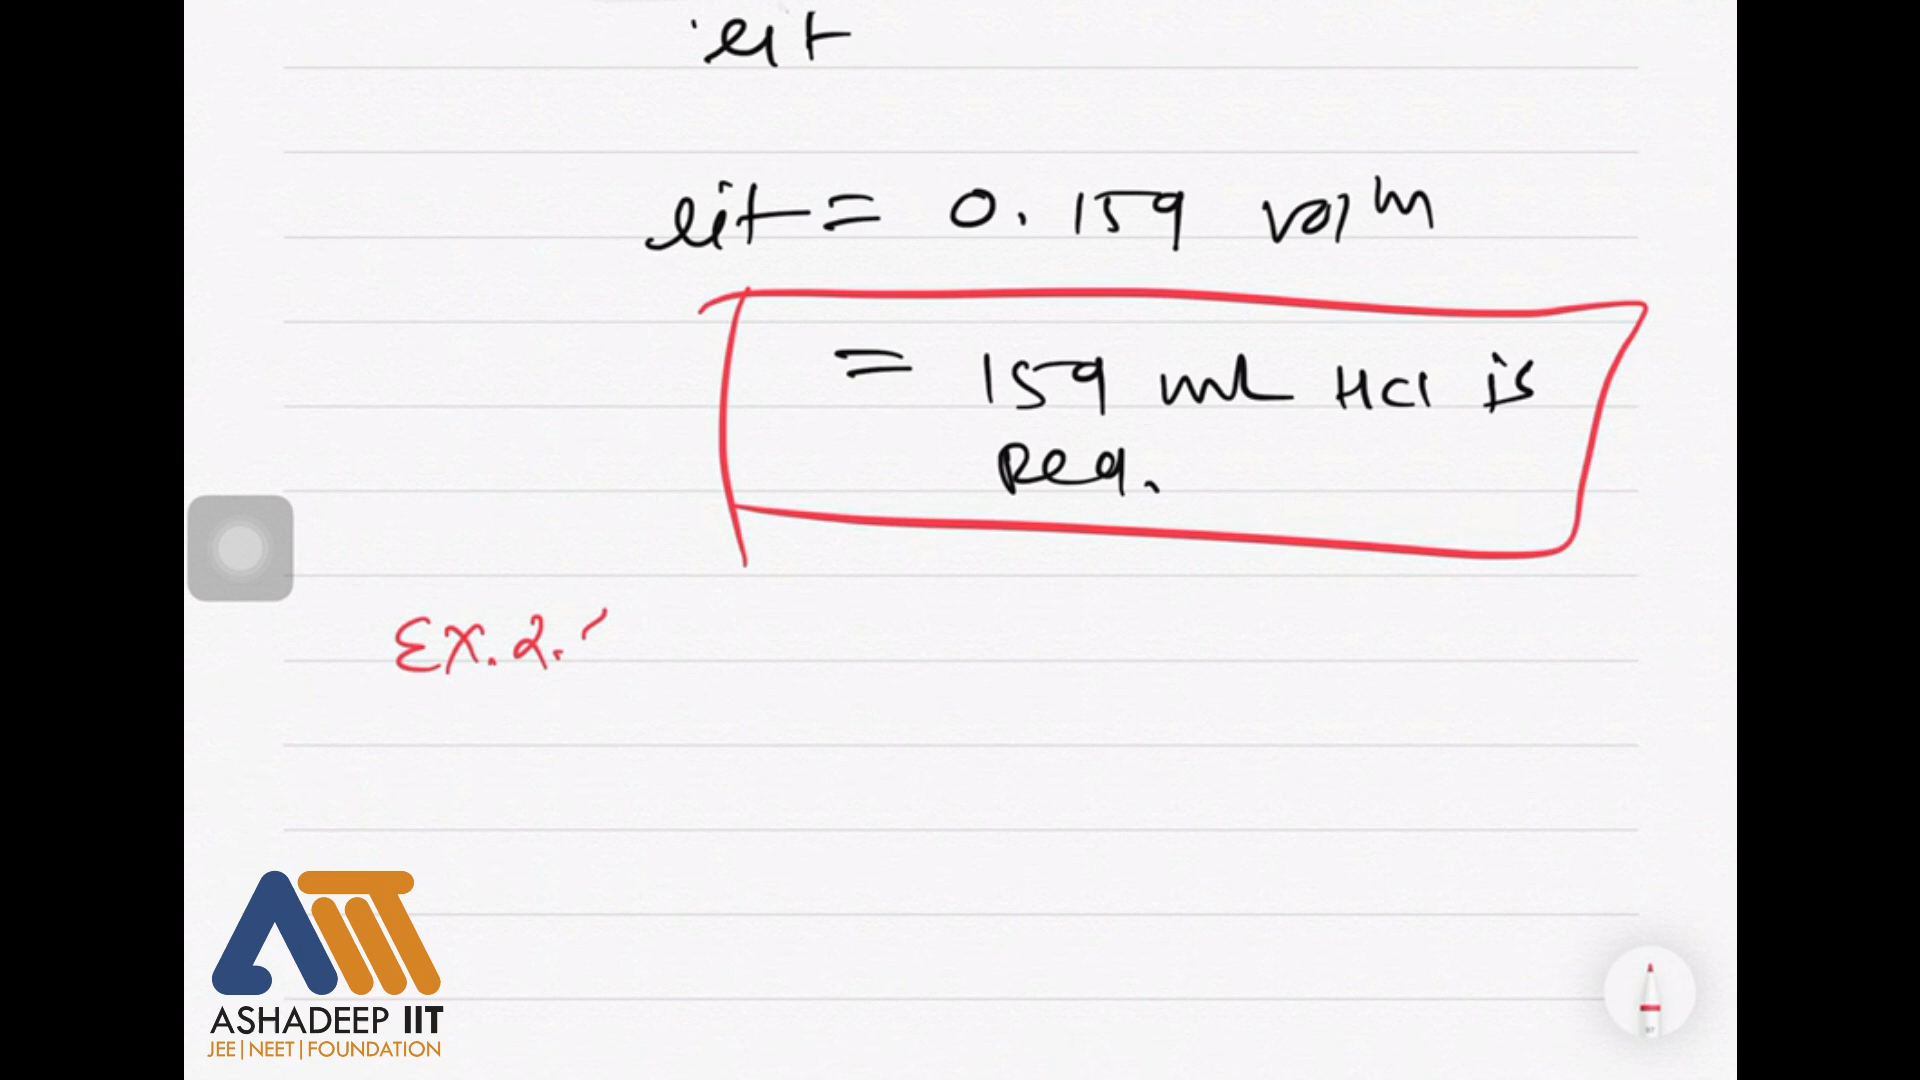 lit
lit = 0.159 volm
= 159 mL HCl is
Req.
Ex. 2.
ASHADEEP IIT
JEE | NEET | FOUNDATION